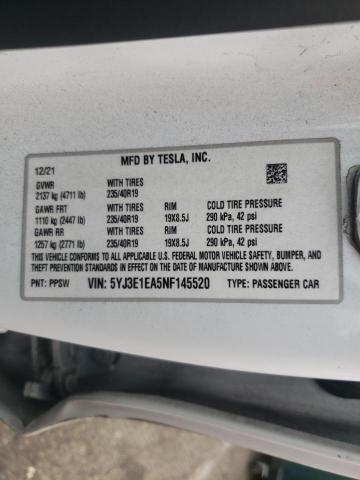 MFD BY TESLA, INC.
12/21
GVWR WITH TIRES
2137 kg (4711 lb) 235/40R19
GAWR FRT WITH TIRES RIM COLD TIRE PRESSURE
1110 kg (2447 lb) 235/40R19 19X8.5J 290 kPa, 42 psi
GAWR RR WITH TIRES RIM COLD TIRE PRESSURE
1257 kg (2771 lb) 235/40R19 19X8.5J 290 kPa, 42 psi
THIS VEHICLE CONFORMS TO ALL APPLICABLE U.S. FEDERAL MOTOR VEHICLE SAFETY, BUMPER, AND
THEFT PREVENTION STANDARDS IN EFFECT ON THE DATE OF MANUFACTURE SHOWN ABOVE.
PNT: PPSW VIN: 5YJ3E1EA5NF145520 TYPE: PASSENGER CAR